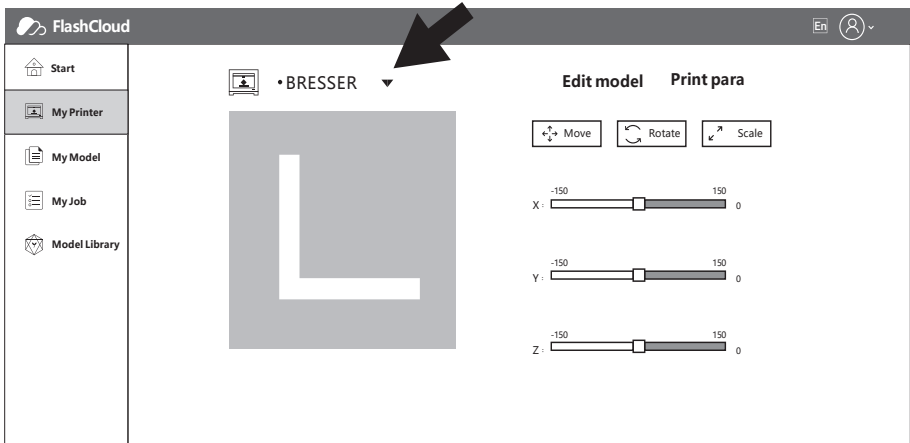 FlashCloud
En
Start
My Printer
My Model
My Job
Model Library
•BRESSER
Edit model
Print para
Move
Rotate
Scale
-150 150
X: 0
-150 150
Y: 0
-150 150
Z: 0